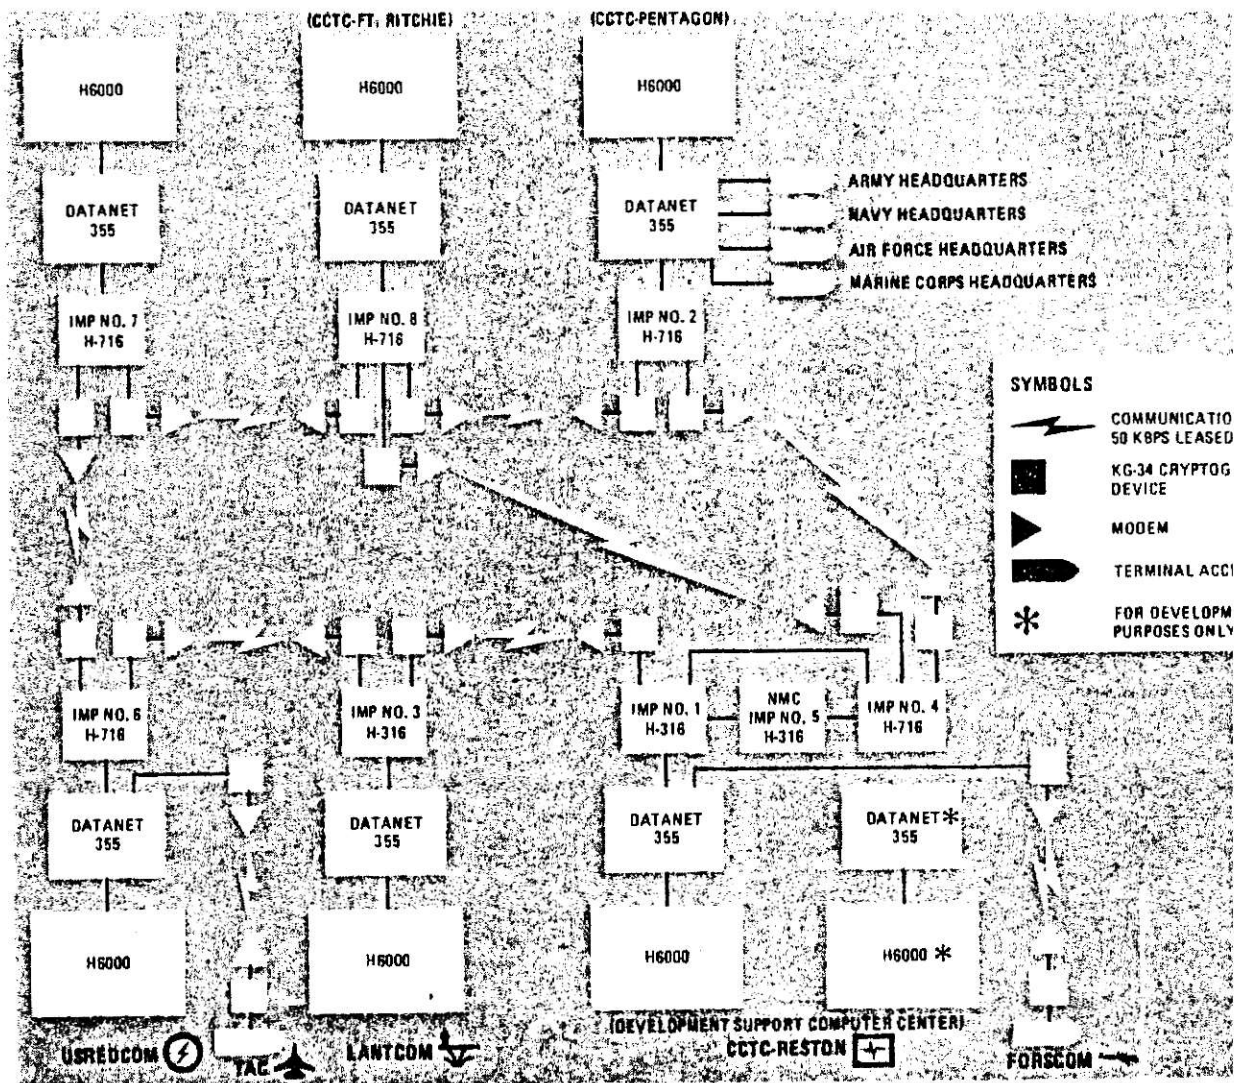 (CCTC-FT. RITCHIE)
(CCTC-PENTAGON)
H6000
H6000
H6000
DATANET
355
DATANET
355
DATANET
355
ARMY HEADQUARTERS
NAVY HEADQUARTERS
AIR FORCE HEADQUARTERS
MARINE CORPS HEADQUARTERS
IMP NO. 7
H-716
IMP NO. 8
H-716
IMP NO. 2
H-716
SYMBOLS
COMMUNICATIO
50 KBPS LEASED
KG-34 CRYPTOG
DEVICE
MODEM
TERMINAL ACC
* FOR DEVELOPM
PURPOSES ONLY
IMP NO. 6
H-716
IMP NO. 3
H-316
IMP NO. 1
H-316
NMC
IMP NO. 5
H-316
IMP NO. 4
H-716
DATANET
355
DATANET
355
DATANET
355
DATANET*
355
H6000
H6000
H6000
H6000 *
USREDCOM
TAC
LANTCOM
(DEVELOPMENT SUPPORT COMPUTER CENTER)
CCTC-RESTON
FORSCOM